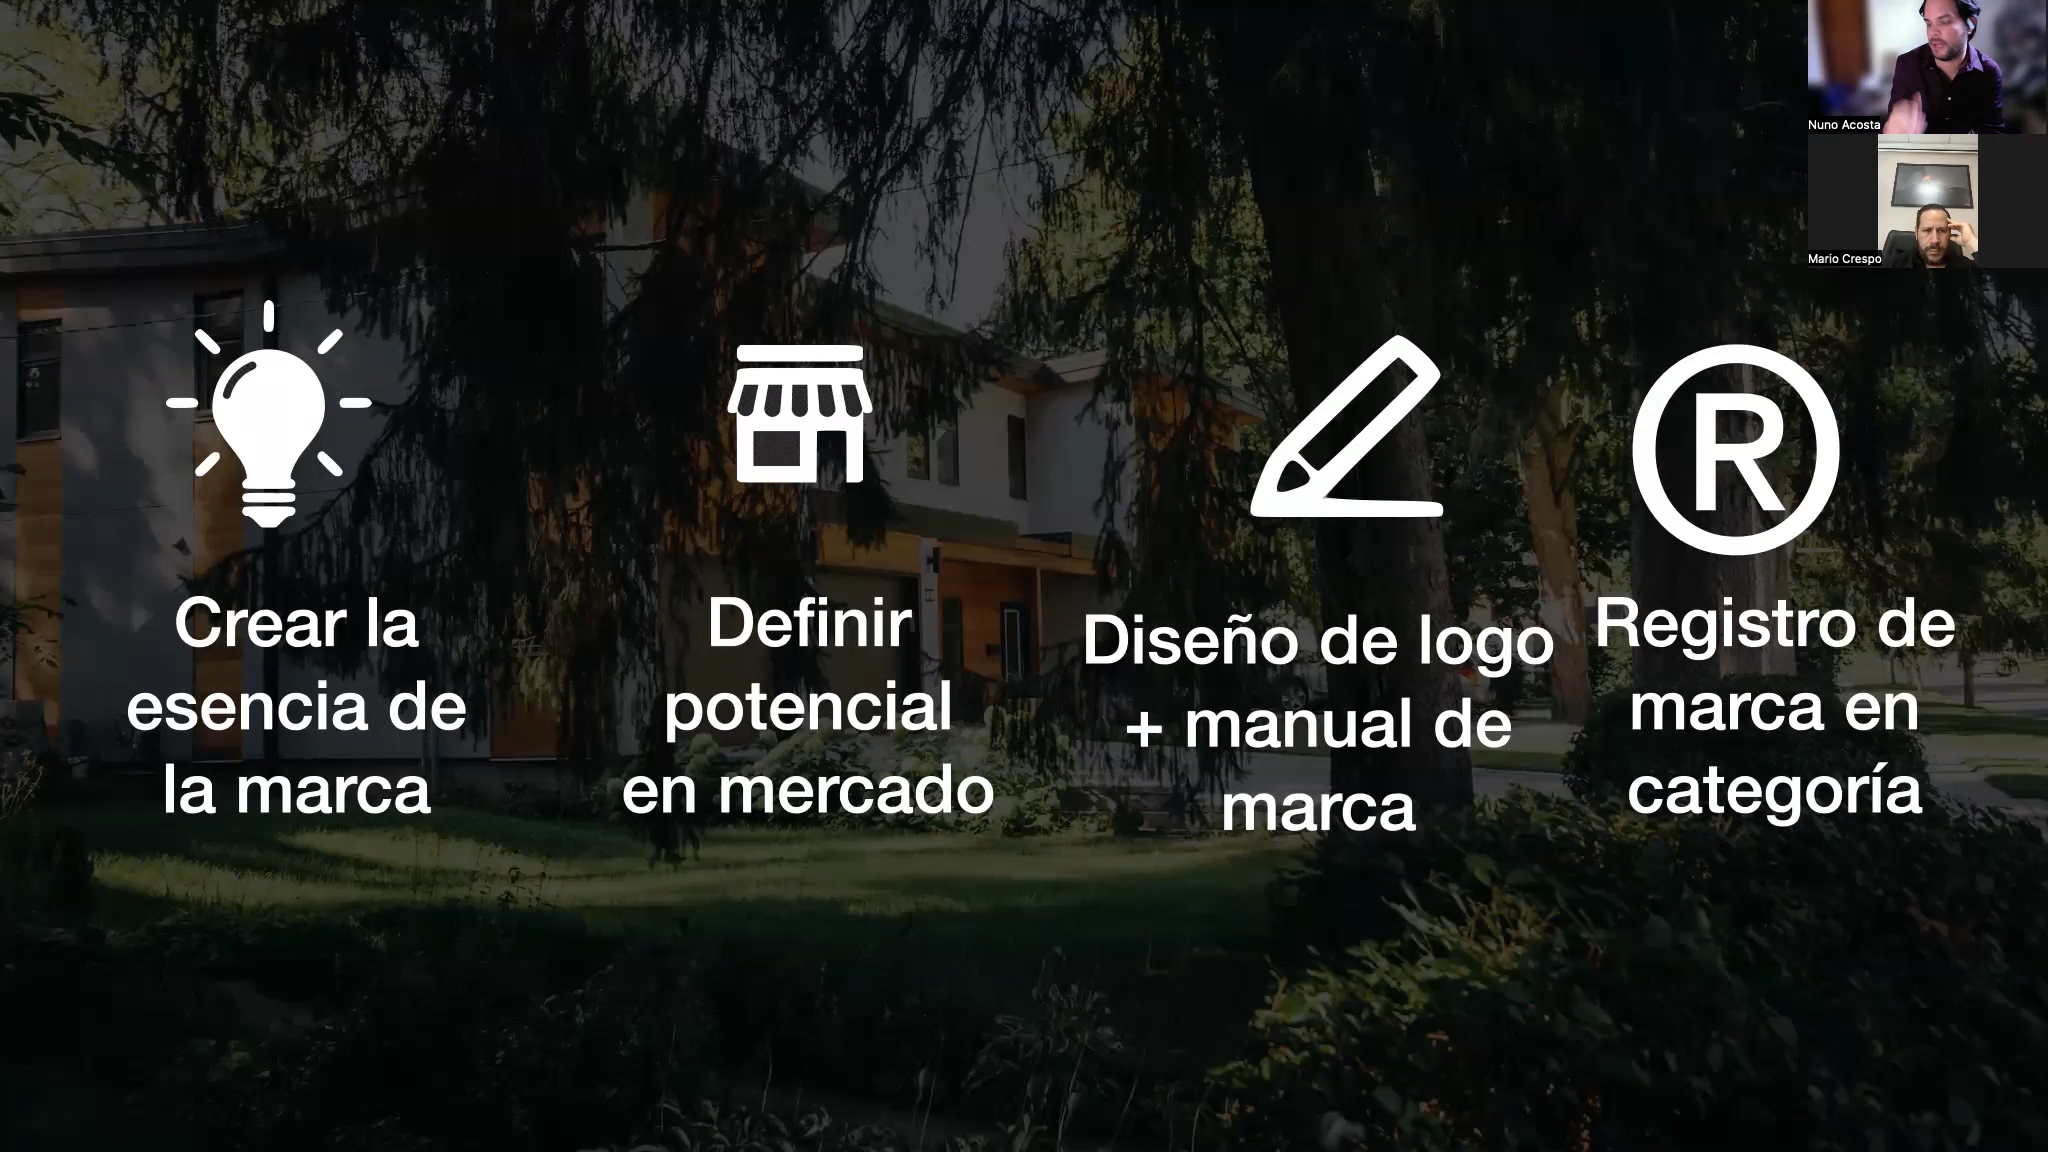 Nuno Acosta
Mario Crespo
Crear la
esencia de
la marca
Definir
potencial
en mercado
Diseño de logo
+ manual de
marca
R
Registro de
marca en
categoría